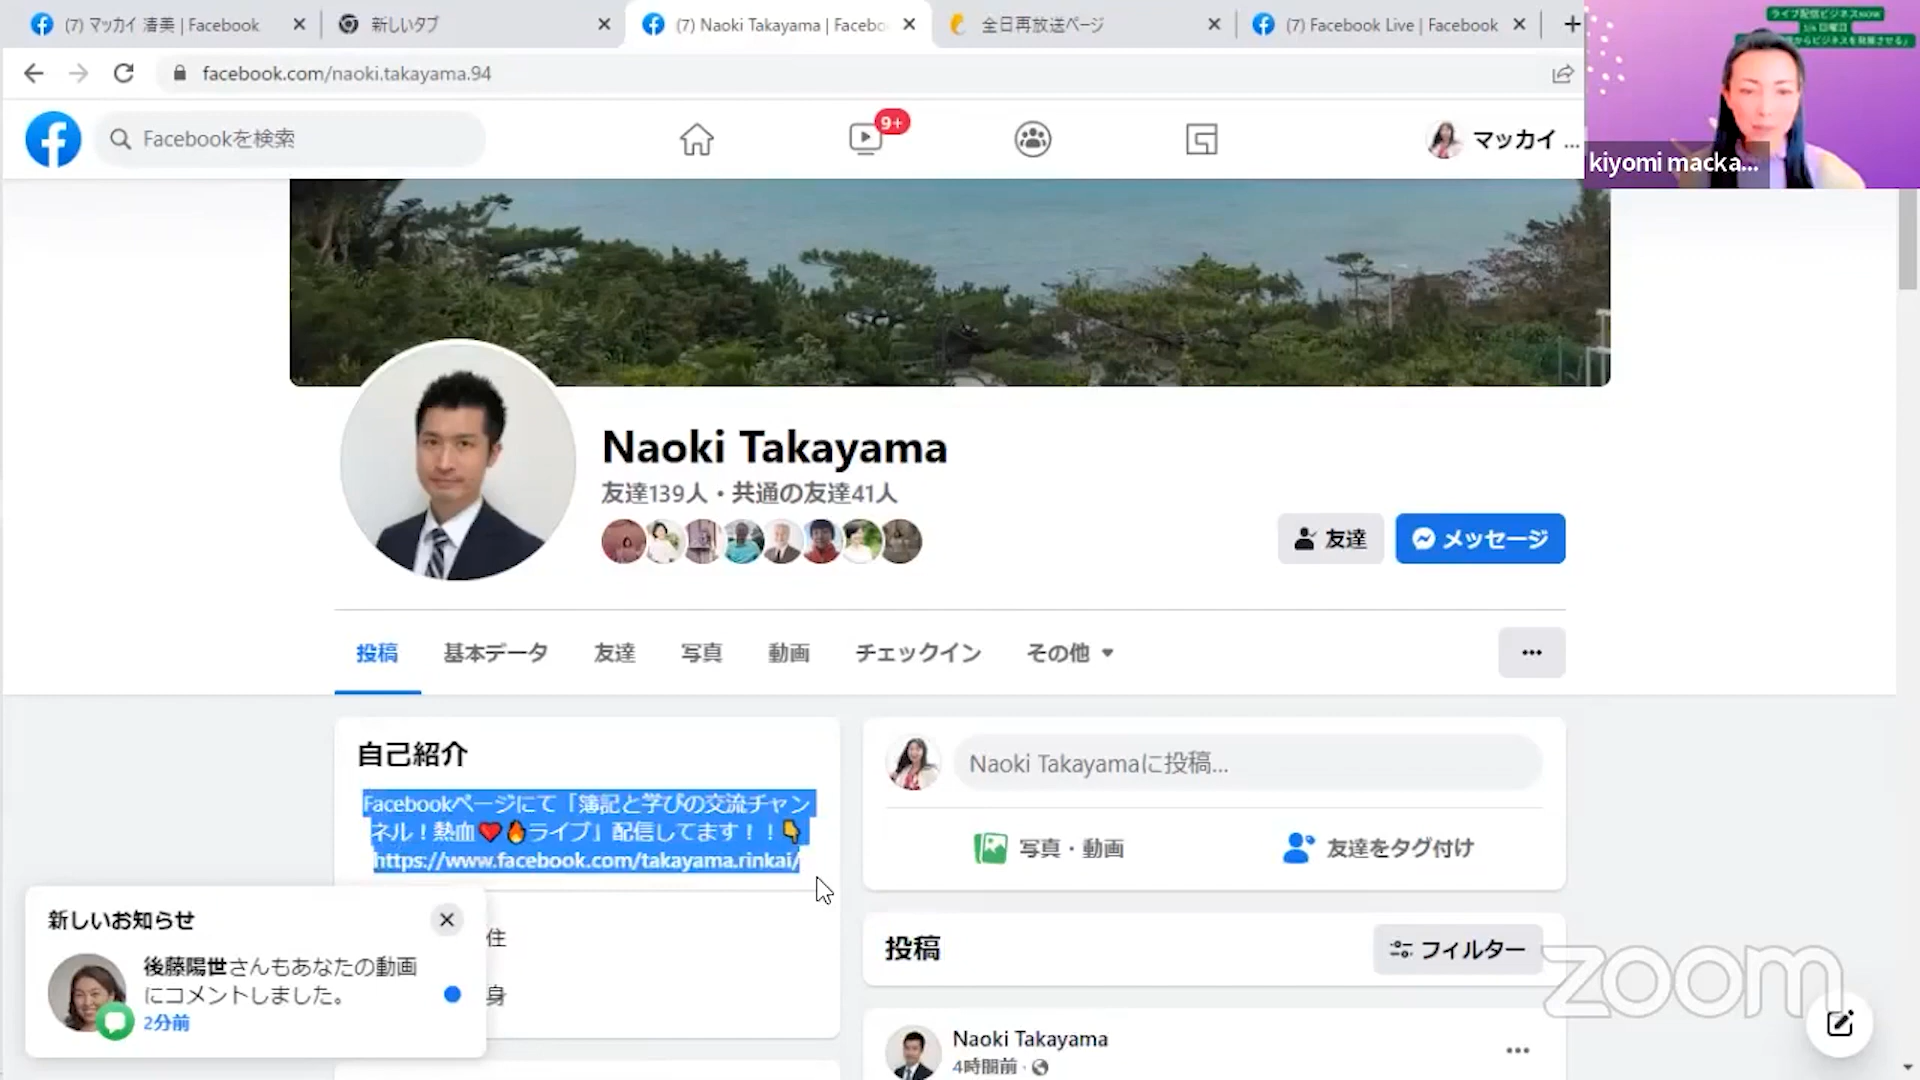 (7) マッカイ 清美 | Facebook
新しいタブ
(7) Naoki Takayama | Facebo
全日再放送ページ
(7) Facebook Live | Facebook
facebook.com/naoki.takayama.94
Facebookを検索
9+
マッカイ ...
kiyomi macka...
Naoki Takayama
友達139人・共通の友達41人
友達
メッセージ
投稿
基本データ
友達
写真
動画
チェックイン
その他
自己紹介
Facebookページにて「簿記と学びの交流チャン
ネル！熱血❤️🔥ライブ」配信してます！！👇
https://www.facebook.com/takayama.rinkai/
住
身
Naoki Takayamaに投稿...
写真・動画
友達をタグ付け
投稿
フィルター
Naoki Takayama
4時間前
新しいお知らせ
後藤陽世さんもあなたの動画
にコメントしました。
2分前
zoom